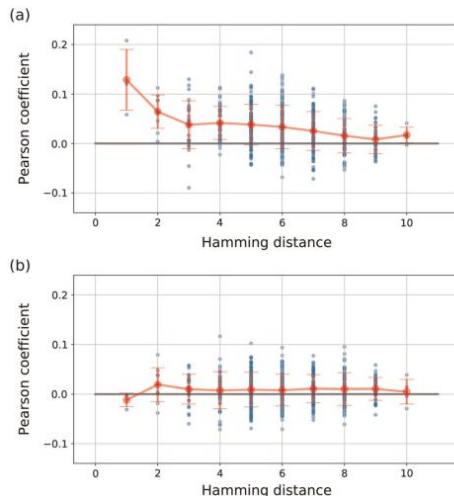 (a)
0.2
0.1
0.0
−0.1
Pearson coefficient
0 2 4 6 8 10
Hamming distance
(b)
0.2
0.1
0.0
−0.1
Pearson coefficient
0 2 4 6 8 10
Hamming distance